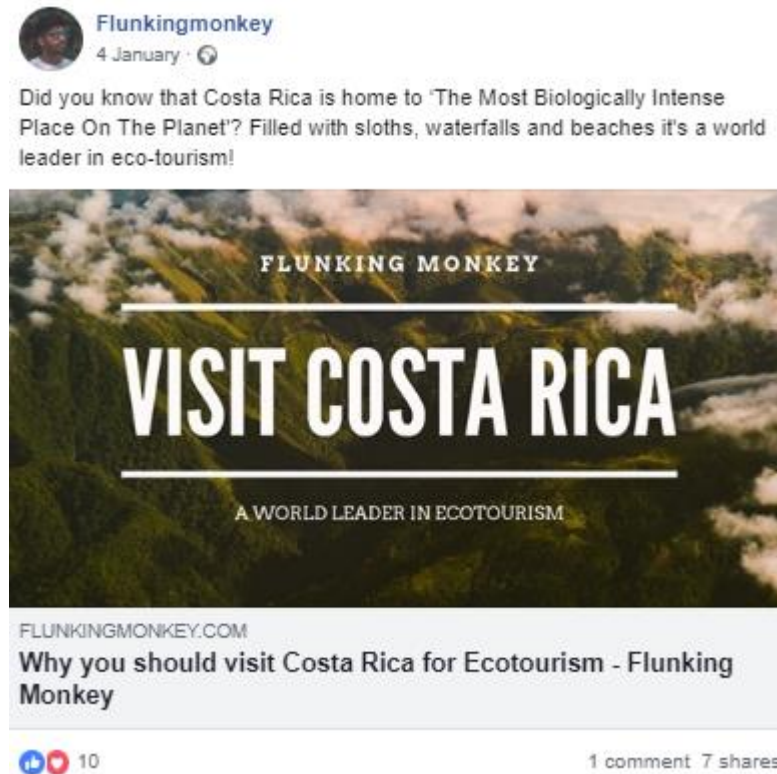 Flunkingmonkey
4 January ·
Did you know that Costa Rica is home to 'The Most Biologically Intense
Place On The Planet'? Filled with sloths, waterfalls and beaches it's a world
leader in eco-tourism!
FLUNKING MONKEY
VISIT COSTA RICA
A WORLD LEADER IN ECOTOURISM
FLUNKINGMONKEY.COM
Why you should visit Costa Rica for Ecotourism - Flunking
Monkey
10 1 comment 7 shares